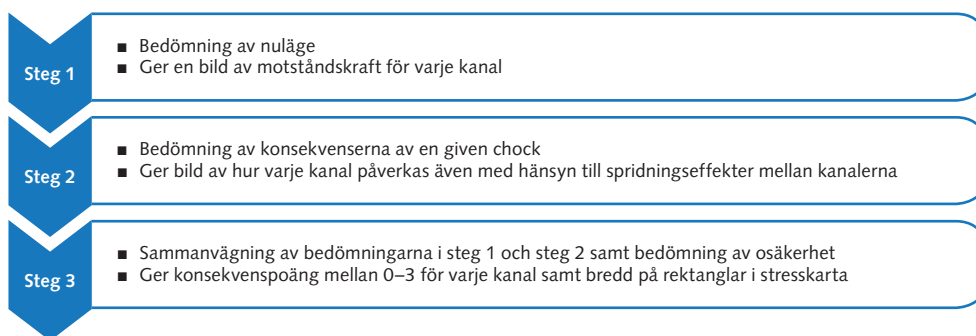 Steg 1
■ Bedömning av nuläge
■ Ger en bild av motståndskraft för varje kanal
Steg 2
■ Bedömning av konsekvenserna av en given chock
■ Ger bild av hur varje kanal påverkas även med hänsyn till spridningseffekter mellan kanalerna
Steg 3
■ Sammanvägning av bedömningarna i steg 1 och steg 2 samt bedömning av osäkerhet
■ Ger konsekvenspoäng mellan 0–3 för varje kanal samt bredd på rektanglar i stresskarta